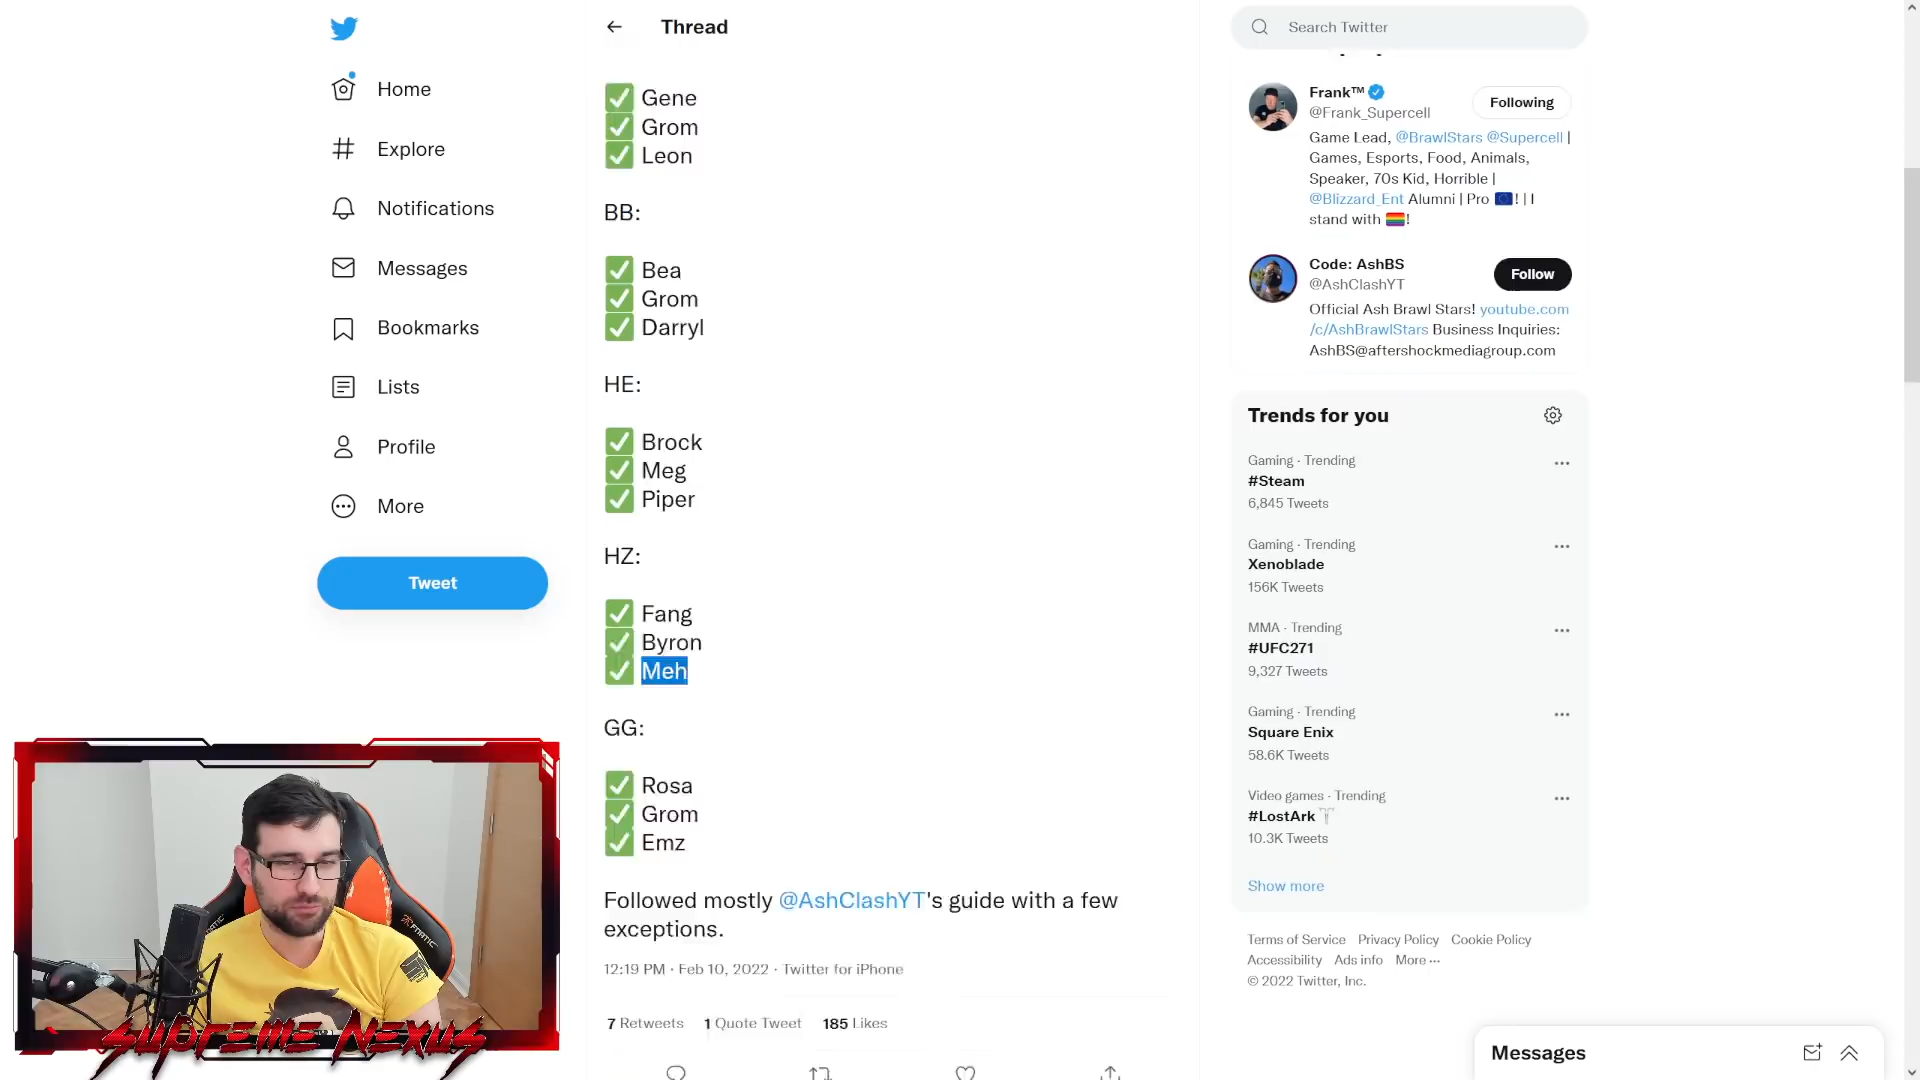 Home
Explore
Notifications
Messages
Bookmarks
Lists
Profile
More
Tweet
Thread
✅ Gene
✅ Grom
✅ Leon
BB:
✅ Bea
✅ Grom
✅ Darryl
HE:
✅ Brock
✅ Meg
✅ Piper
HZ:
✅ Fang
✅ Byron
✅ Meh
GG:
✅ Rosa
✅ Grom
✅ Emz
Followed mostly @AshClashYT's guide with a few
exceptions.
12:19 PM · Feb 10, 2022 · Twitter for iPhone
7 Retweets 1 Quote Tweet 185 Likes
Search Twitter
Frank™
@Frank_Supercell
Following
Game Lead, @BrawlStars @Supercell |
Games, Esports, Food, Animals,
Speaker, 70s Kid, Horrible |
@Blizzard_Ent Alumni | Pro 🇪🇺! | I
stand with 🏳️‍🌈!
Code: AshBS
@AshClashYT
Follow
Official Ash Brawl Stars! youtube.com
/c/AshBrawlStars Business Inquiries:
AshBS@aftershockmediagroup.com
Trends for you
Gaming · Trending
#Steam
6,845 Tweets
Gaming · Trending
Xenoblade
156K Tweets
MMA · Trending
#UFC271
9,327 Tweets
Gaming · Trending
Square Enix
58.6K Tweets
Video games · Trending
#LostArk
10.3K Tweets
Show more
Terms of Service Privacy Policy Cookie Policy
Accessibility Ads info More ···
© 2022 Twitter, Inc.
Messages
FNATIC
SUPREME NEXUS